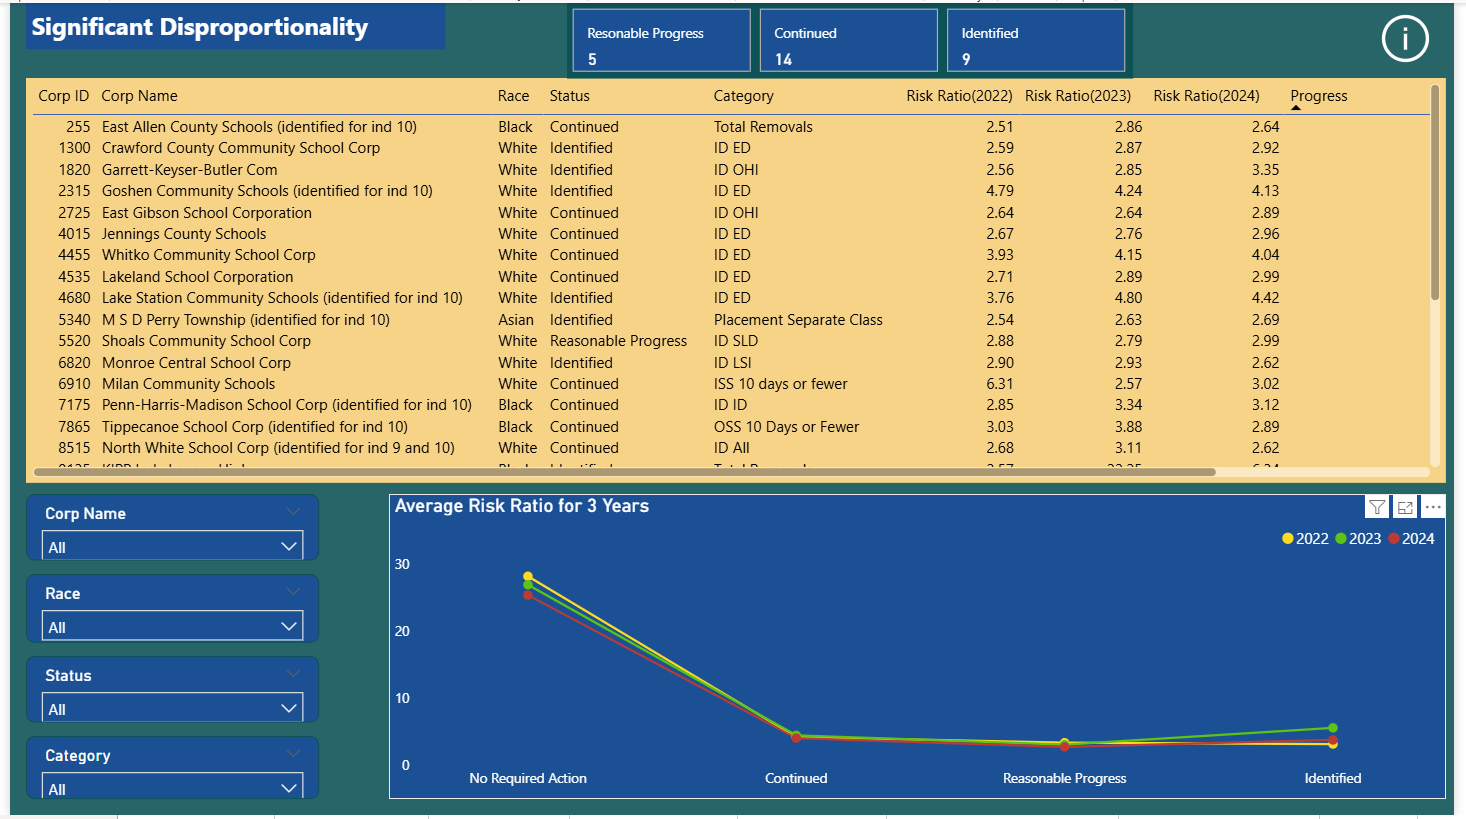 Significant Disproportionality
Resonable Progress
5
Continued
14
Identified
9
i
Corp ID Corp Name Race Status Category Risk Ratio(2022) Risk Ratio(2023) Risk Ratio(2024) Progress
255 East Allen County Schools (identified for ind 10) Black Continued Total Removals 2.51 2.86 2.64
1300 Crawford County Community School Corp White Identified ID ED 2.59 2.87 2.92
1820 Garrett-Keyser-Butler Com White Identified ID OHI 2.56 2.85 3.35
2315 Goshen Community Schools (identified for ind 10) White Identified ID ED 4.79 4.24 4.13
2725 East Gibson School Corporation White Continued ID OHI 2.64 2.64 2.89
4015 Jennings County Schools White Continued ID ED 2.67 2.76 2.96
4455 Whitko Community School Corp White Continued ID ED 3.93 4.15 4.04
4535 Lakeland School Corporation White Continued ID ED 2.71 2.89 2.99
4680 Lake Station Community Schools (identified for ind 10) White Identified ID ED 3.76 4.80 4.42
5340 M S D Perry Township (identified for ind 10) Asian Identified Placement Separate Class 2.54 2.63 2.69
5520 Shoals Community School Corp White Reasonable Progress ID SLD 2.88 2.79 2.99
6820 Monroe Central School Corp White Identified ID LSI 2.90 2.93 2.62
6910 Milan Community Schools White Continued ISS 10 days or fewer 6.31 2.57 3.02
7175 Penn-Harris-Madison School Corp (identified for ind 10) Black Continued ID ID 2.85 3.34 3.12
7865 Tippecanoe School Corp (identified for ind 10) Black Continued OSS 10 Days or Fewer 3.03 3.88 2.89
8515 North White School Corp (identified for ind 9 and 10) White Continued ID All 2.68 3.11 2.62
Corp Name
All
Race
All
Status
All
Category
All
Average Risk Ratio for 3 Years
2022 2023 2024
30
20
10
0
No Required Action Continued Reasonable Progress Identified